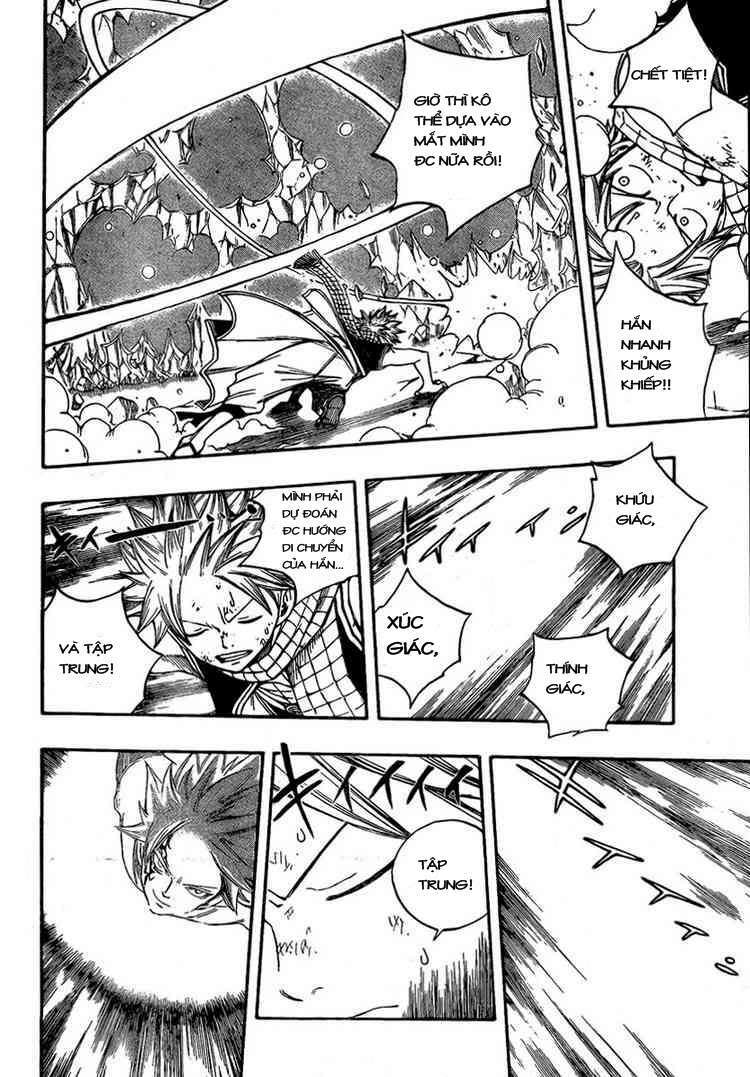 CHẾT TIỆT!
HẮN
NHANH
KHỦNG
KHIẾP!!
GIỜ THÌ KÔ
THỂ DỰA VÀO
MẮT MÌNH
ĐC NỮA RỒI!
KHỨU
GIÁC,
THÍNH
GIÁC,
XÚC
GIÁC,
MÌNH PHẢI
DỰ ĐOÁN
ĐC HƯỚNG
DI CHUYỂN
CỦA HẮN...
VÀ TẬP
TRUNG!
TẬP
TRUNG!